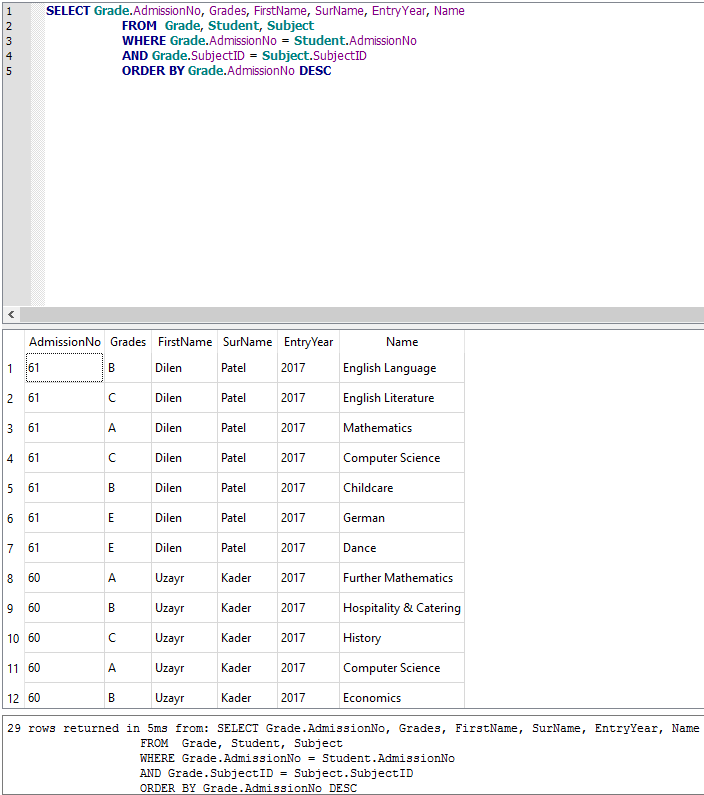 1 SELECT Grade.AdmissionNo, Grades, FirstName, SurName, EntryYear, Name
2 FROM  Grade, Student, Subject
3 WHERE Grade.AdmissionNo = Student.AdmissionNo
4 AND Grade.SubjectID = Subject.SubjectID
5 ORDER BY Grade.AdmissionNo DESC
AdmissionNo Grades FirstName SurName EntryYear Name
1 61 B Dilen Patel 2017 English Language
2 61 C Dilen Patel 2017 English Literature
3 61 A Dilen Patel 2017 Mathematics
4 61 C Dilen Patel 2017 Computer Science
5 61 B Dilen Patel 2017 Childcare
6 61 E Dilen Patel 2017 German
7 61 E Dilen Patel 2017 Dance
8 60 A Uzayr Kader 2017 Further Mathematics
9 60 B Uzayr Kader 2017 Hospitality & Catering
10 60 C Uzayr Kader 2017 History
11 60 A Uzayr Kader 2017 Computer Science
12 60 B Uzayr Kader 2017 Economics
29 rows returned in 5ms from: SELECT Grade.AdmissionNo, Grades, FirstName, SurName, EntryYear, Name
FROM  Grade, Student, Subject
WHERE Grade.AdmissionNo = Student.AdmissionNo
AND Grade.SubjectID = Subject.SubjectID
ORDER BY Grade.AdmissionNo DESC